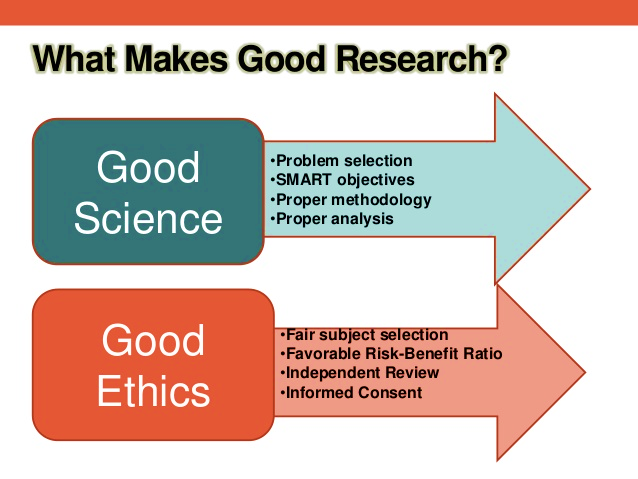 What Makes Good Research?
Good
Science
•Problem selection
•SMART objectives
•Proper methodology
•Proper analysis
Good
Ethics
•Fair subject selection
•Favorable Risk-Benefit Ratio
•Independent Review
•Informed Consent